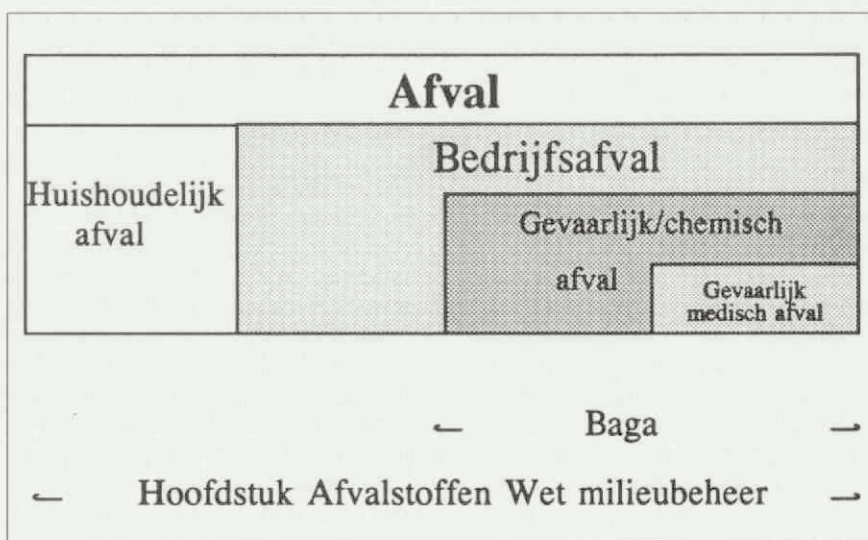 Afval
Bedrijfsafval
Huishoudelijk
afval
Gevaarlijk/chemisch
afval
Gevaarlijk
medisch afval
Baga
Hoofdstuk Afvalstoffen Wet milieubeheer